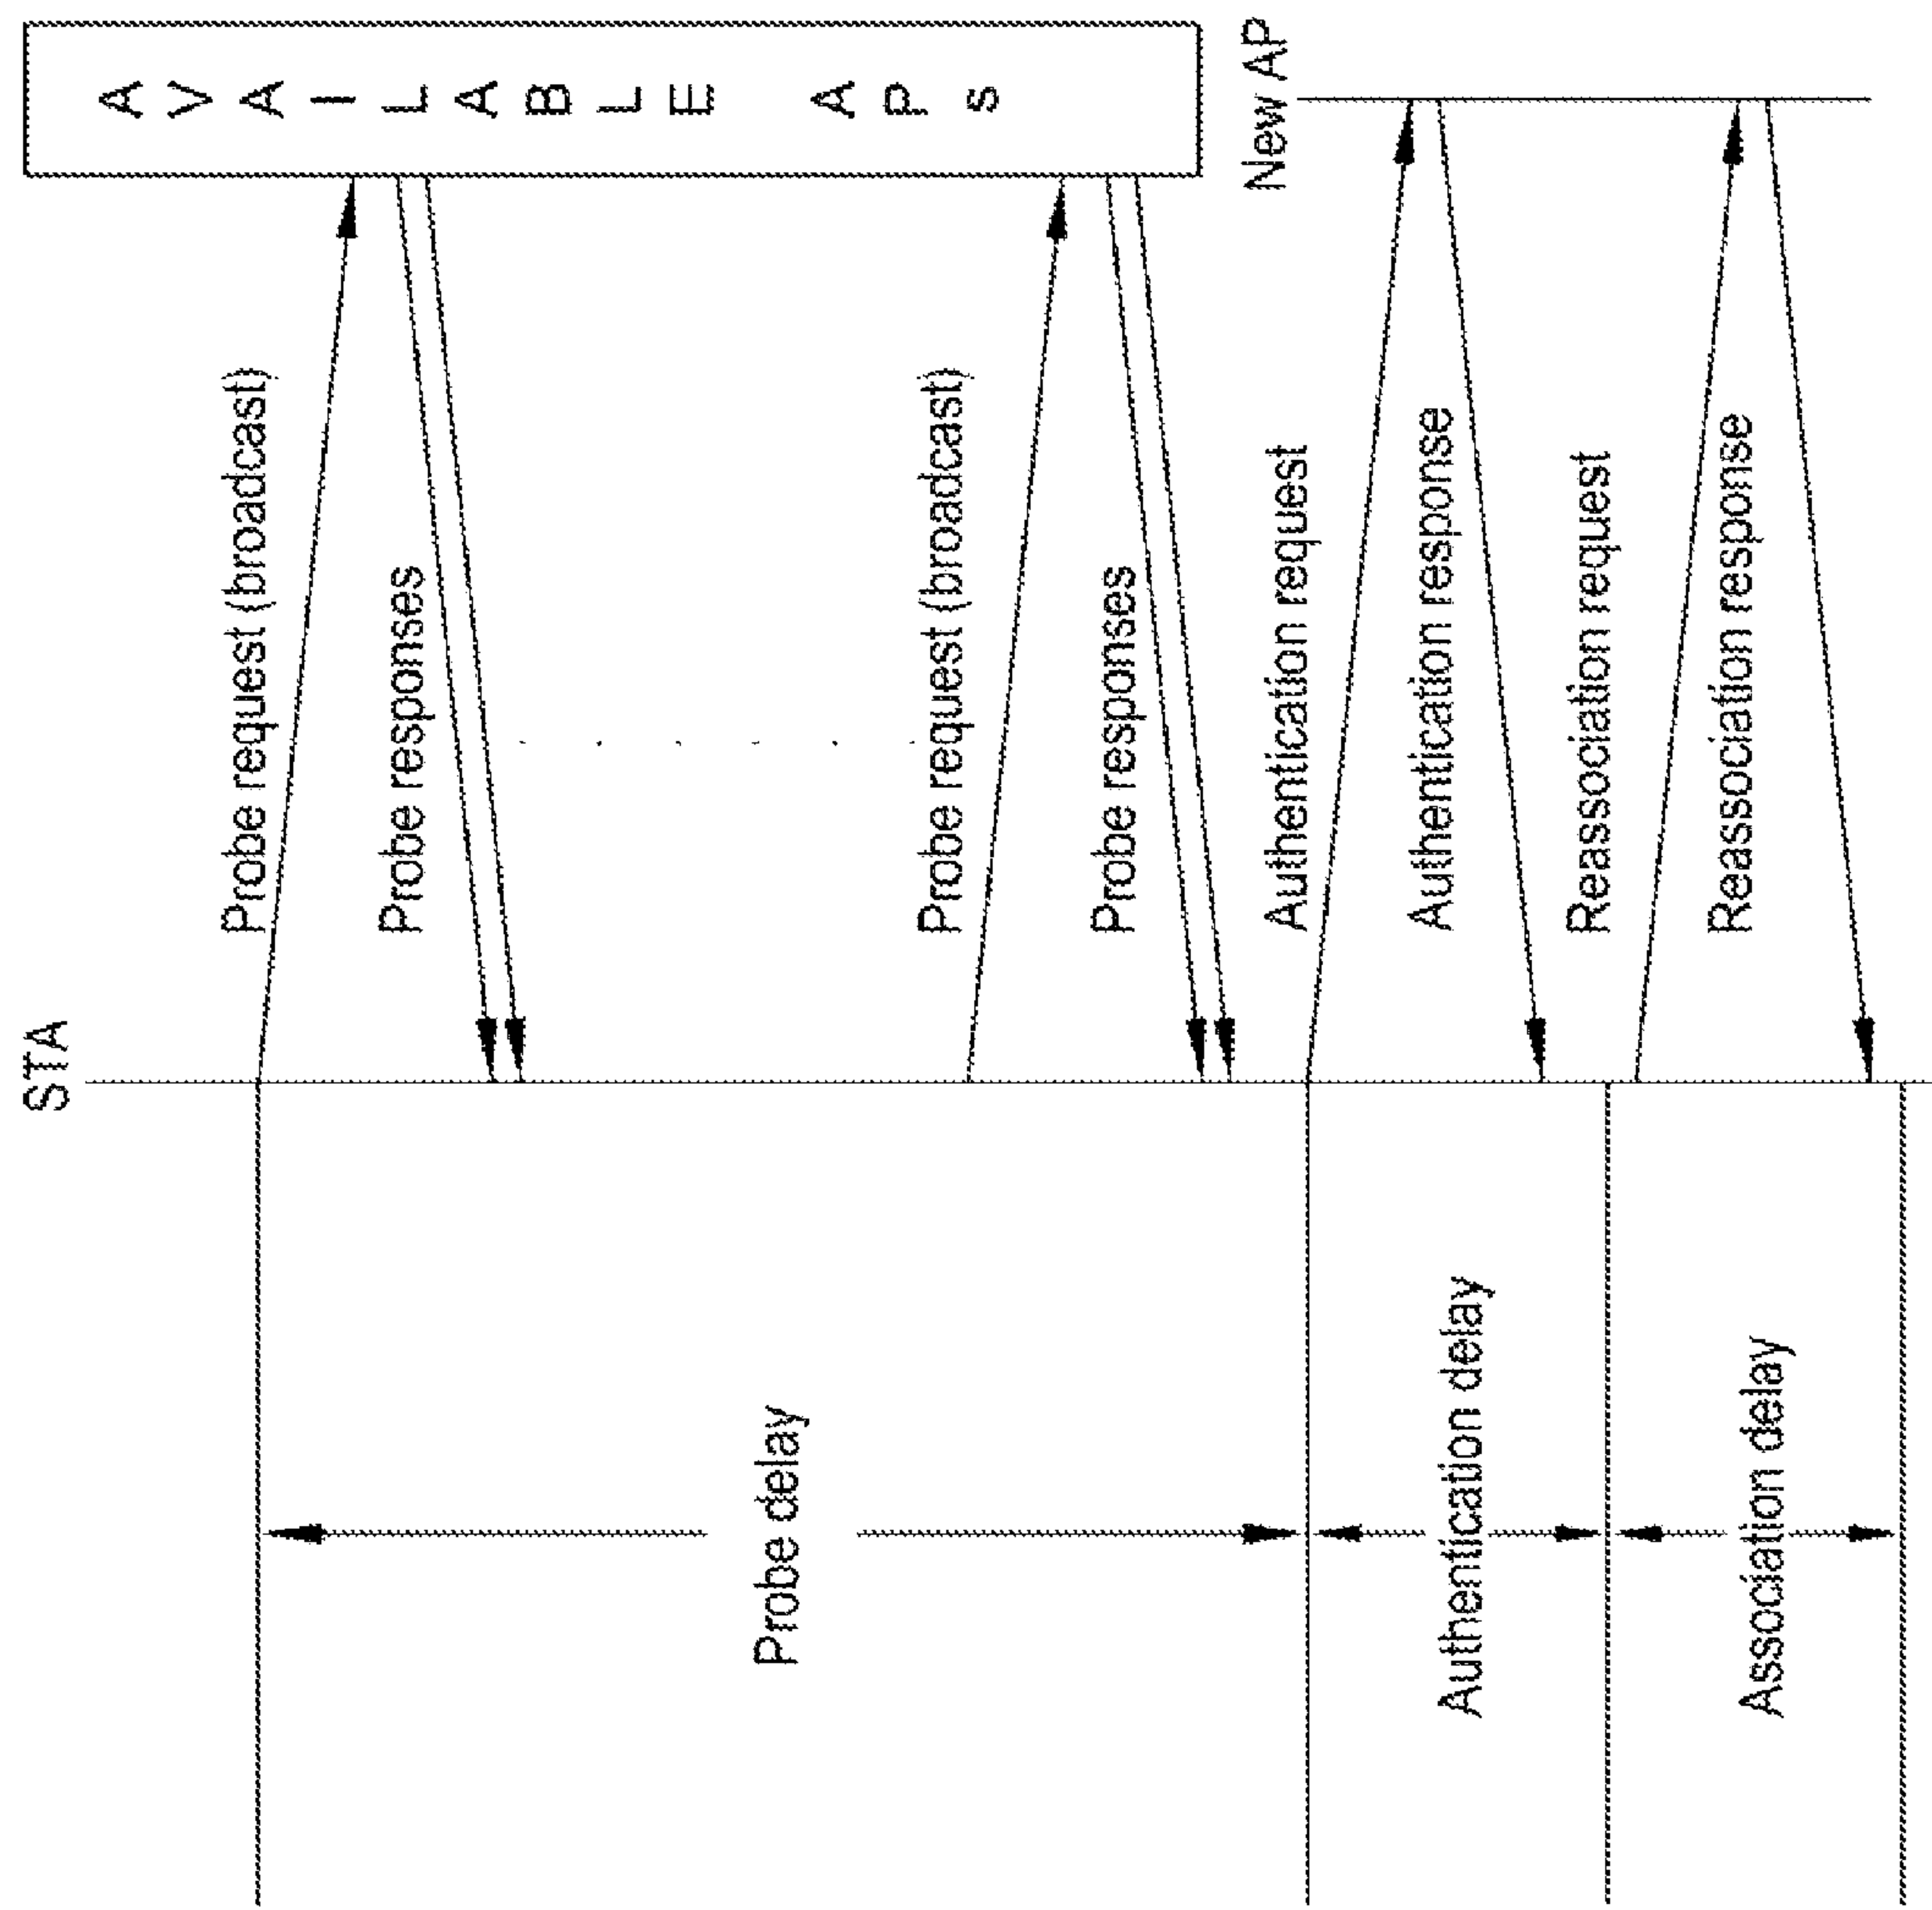 STA
AVAILABLE APs
Probe request (broadcast)
Probe responses
Probe delay
Probe request (broadcast)
Probe responses
New AP
Authentication request
Authentication response
Authentication delay
Reassociation request
Reassociation response
Association delay